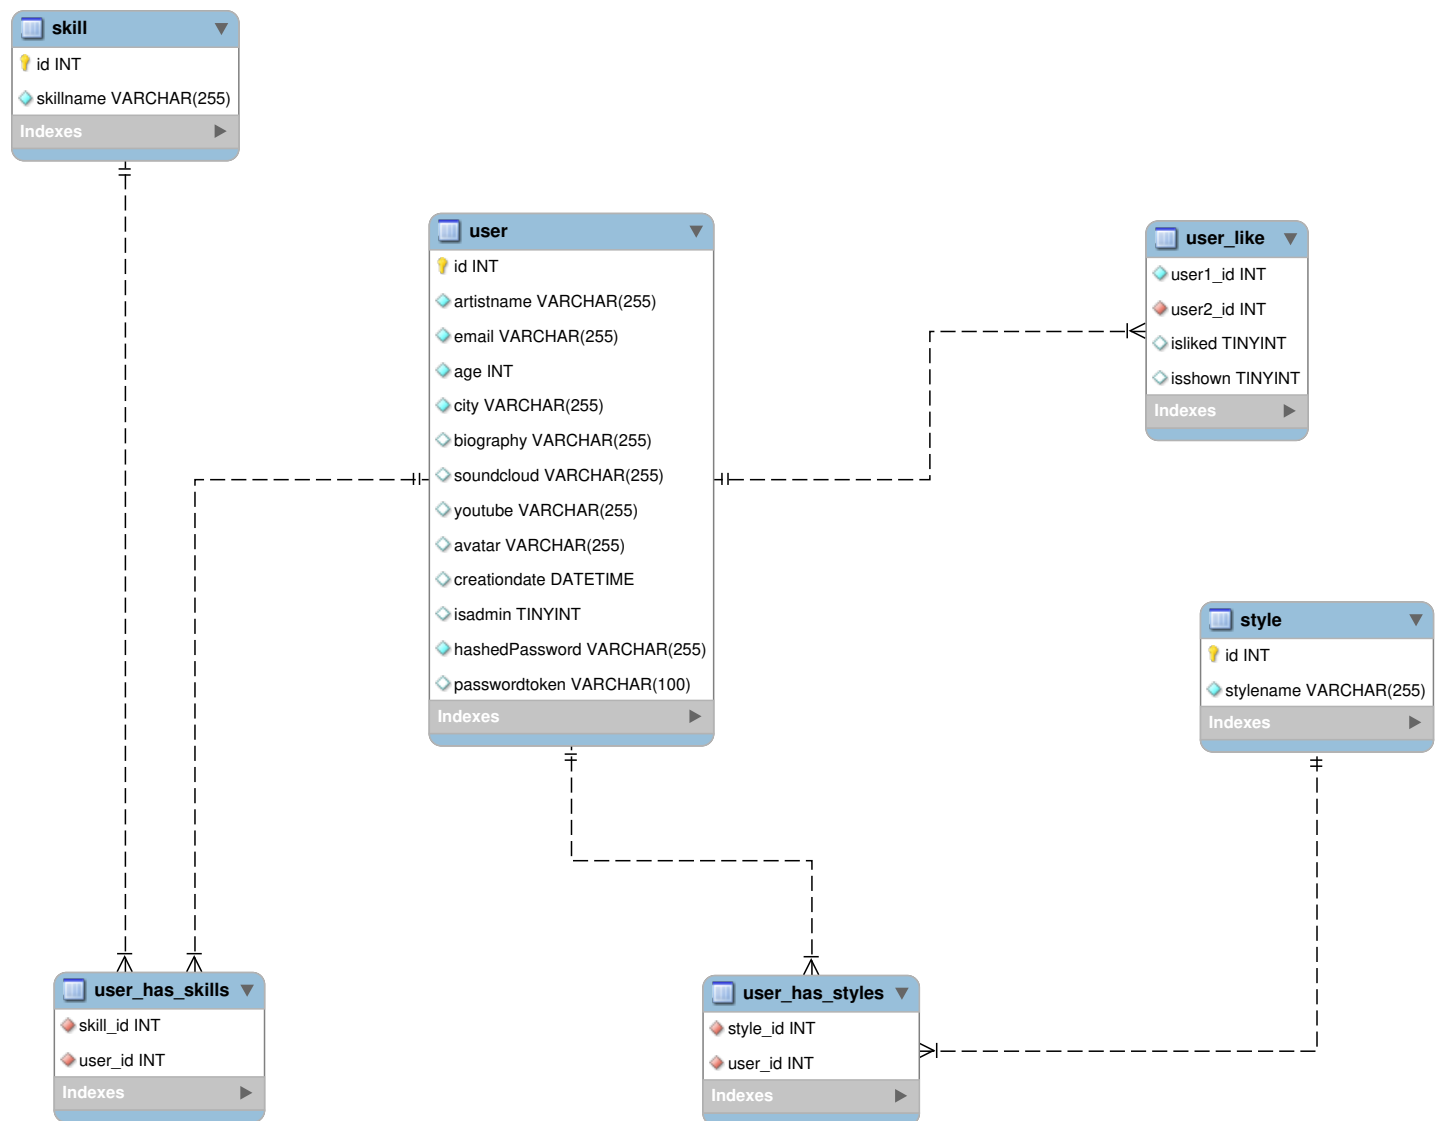 skill
id INT
skillname VARCHAR(255)
Indexes
user
id INT
artistname VARCHAR(255)
email VARCHAR(255)
age INT
city VARCHAR(255)
biography VARCHAR(255)
soundcloud VARCHAR(255)
youtube VARCHAR(255)
avatar VARCHAR(255)
creationdate DATETIME
isadmin TINYINT
hashedPassword VARCHAR(255)
passwordtoken VARCHAR(100)
Indexes
user_like
user1_id INT
user2_id INT
isliked TINYINT
isshown TINYINT
Indexes
style
id INT
stylename VARCHAR(255)
Indexes
user_has_skills
skill_id INT
user_id INT
Indexes
user_has_styles
style_id INT
user_id INT
Indexes